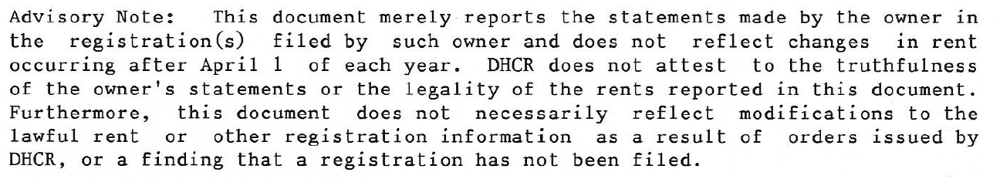 Advisory Note: This document merely reports the statements made by the owner in
the registration(s) filed by such owner and does not reflect changes in rent
occurring after April 1 of each year. DHCR does not attest to the truthfulness
of the owner's statements or the legality of the rents reported in this document.
Furthermore, this document does not necessarily reflect modifications to the
lawful rent or other registration information as a result of orders issued by
DHCR, or a finding that a registration has not been filed.